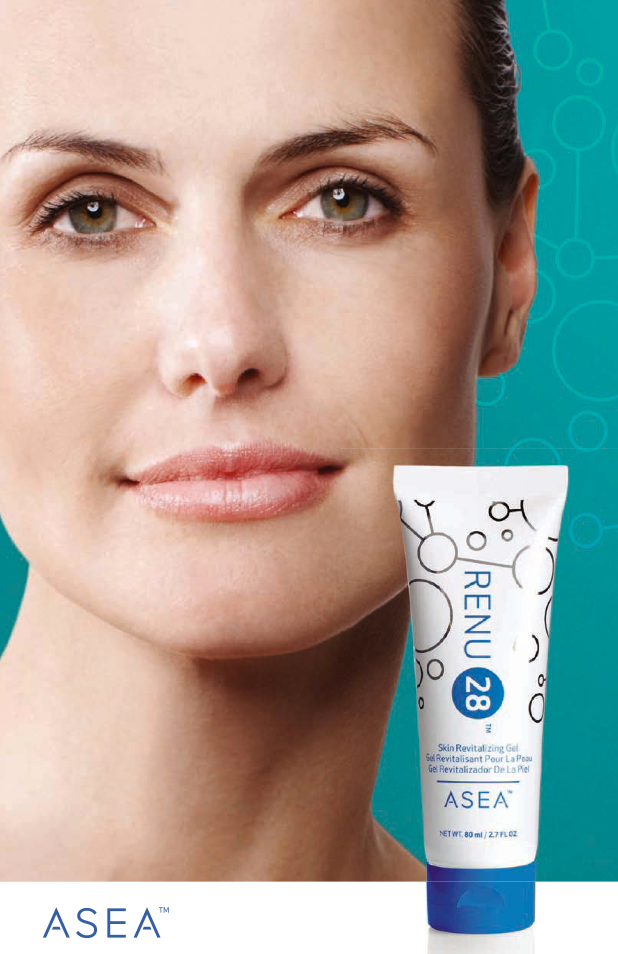 RENU
28™
Skin Revitalizing Gel
Gel Revitalisant Pour La Peau
Gel Revitalizador De La Piel
ASEA™
NET WT. 80 ml / 2.7 FL OZ
ASEA™